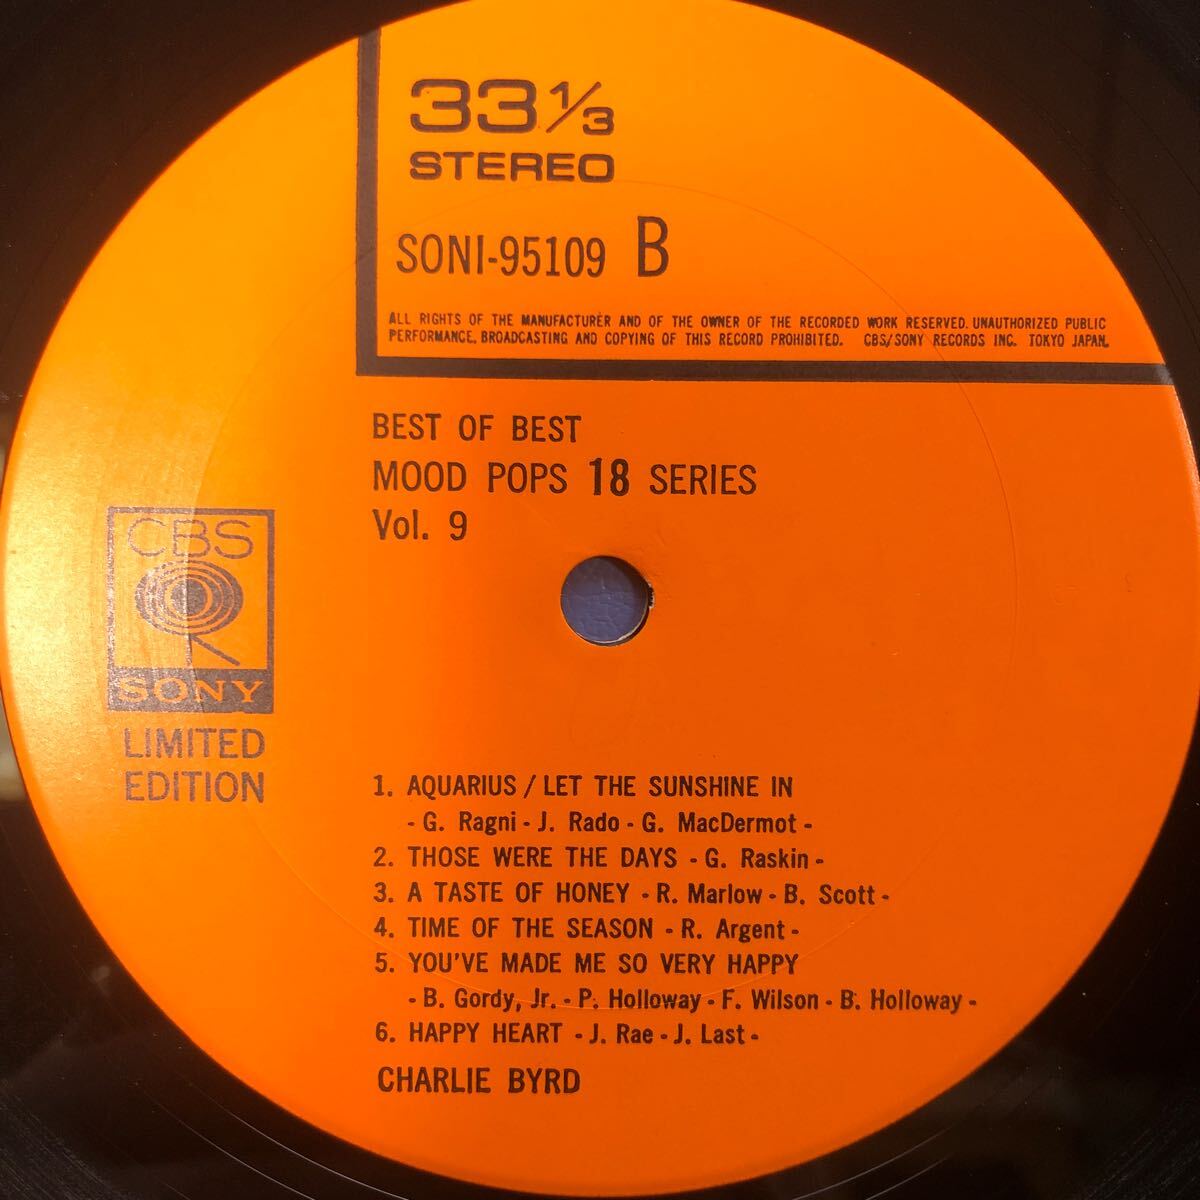 33 1/3
STEREO
SONI-95109 B
ALL RIGHTS OF THE MANUFACTURER AND OF THE OWNER OF THE RECORDED WORK RESERVED. UNAUTHORIZED PUBLIC
PERFORMANCE, BROADCASTING AND COPYING OF THIS RECORD PROHIBITED. CBS/SONY RECORDS INC. TOKYO JAPAN.
BEST OF BEST
MOOD POPS 18 SERIES
Vol. 9
CBS
SONY
LIMITED
EDITION
1. AQUARIUS / LET THE SUNSHINE IN
- G. Ragni - J. Rado - G. MacDermot -
2. THOSE WERE THE DAYS - G. Raskin -
3. A TASTE OF HONEY - R. Marlow - B. Scott -
4. TIME OF THE SEASON - R. Argent -
5. YOU'VE MADE ME SO VERY HAPPY
- B. Gordy, Jr. - P. Holloway - F. Wilson - B. Holloway -
6. HAPPY HEART - J. Rae - J. Last -
CHARLIE BYRD